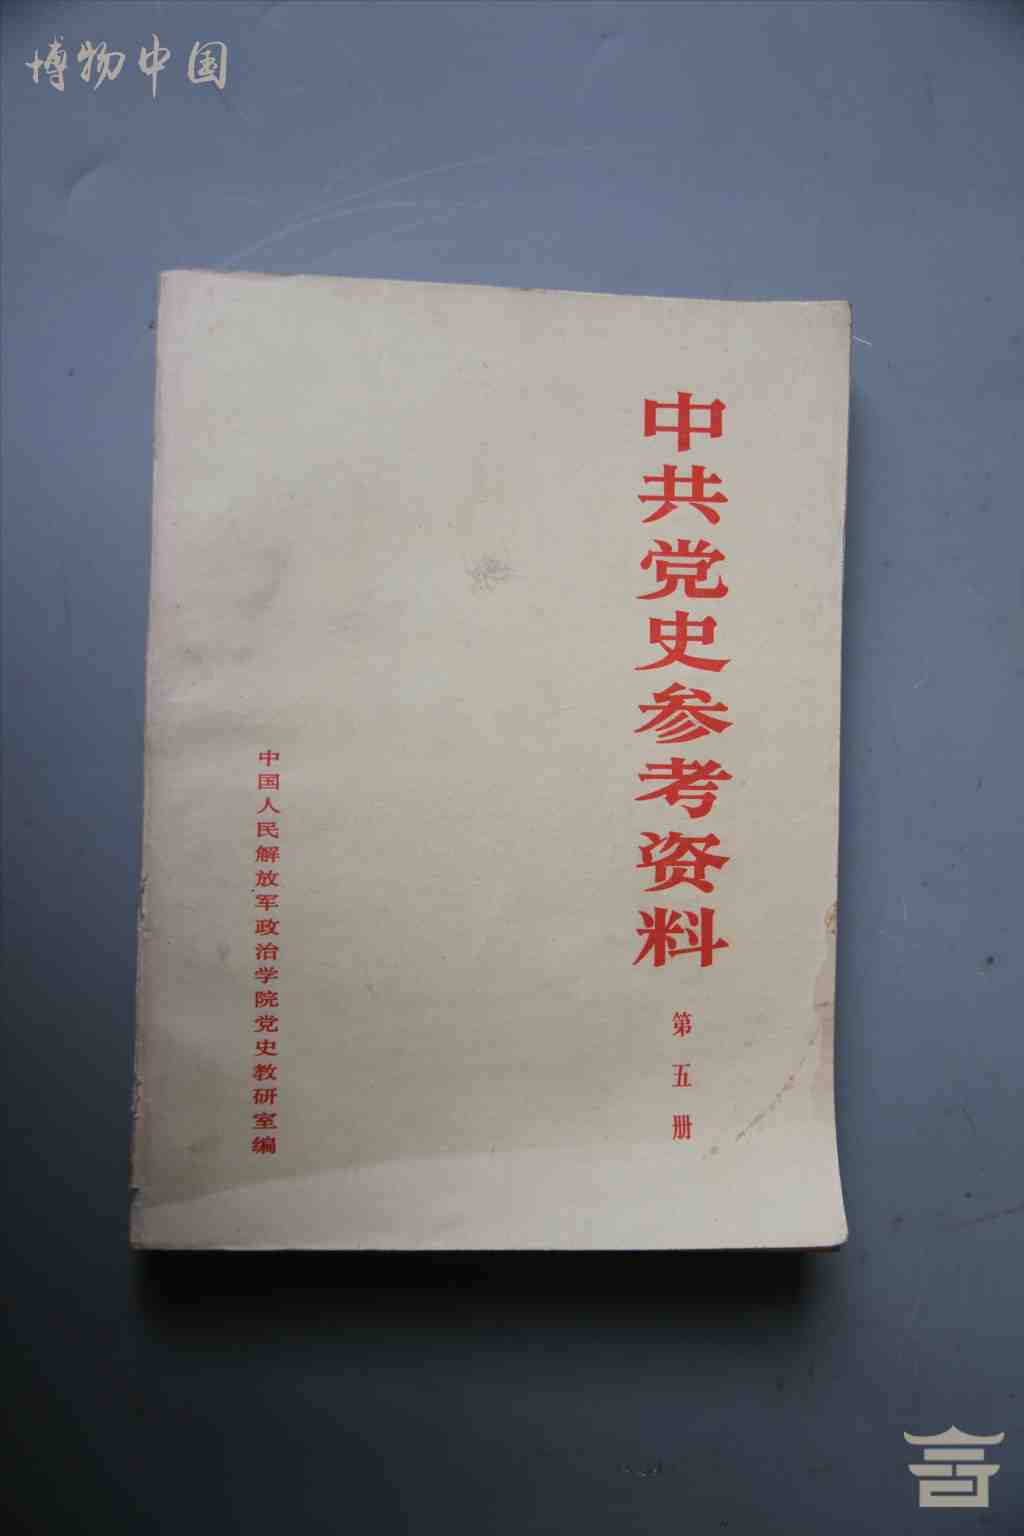 博物中国
中共党史参考资料
第五册
中国人民解放军政治学院党史教研室编